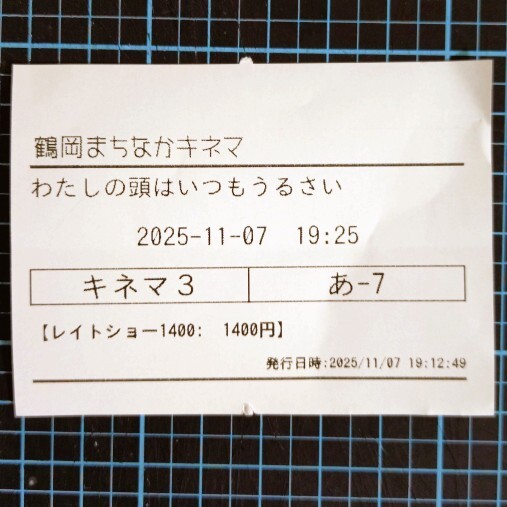 鶴岡まちなかキネマ
わたしの頭はいつもうるさい
2025-11-07 19:25
キネマ3 あ-7
【レイトショー1400: 1400円】
発行日時:2025/11/07 19:12:49